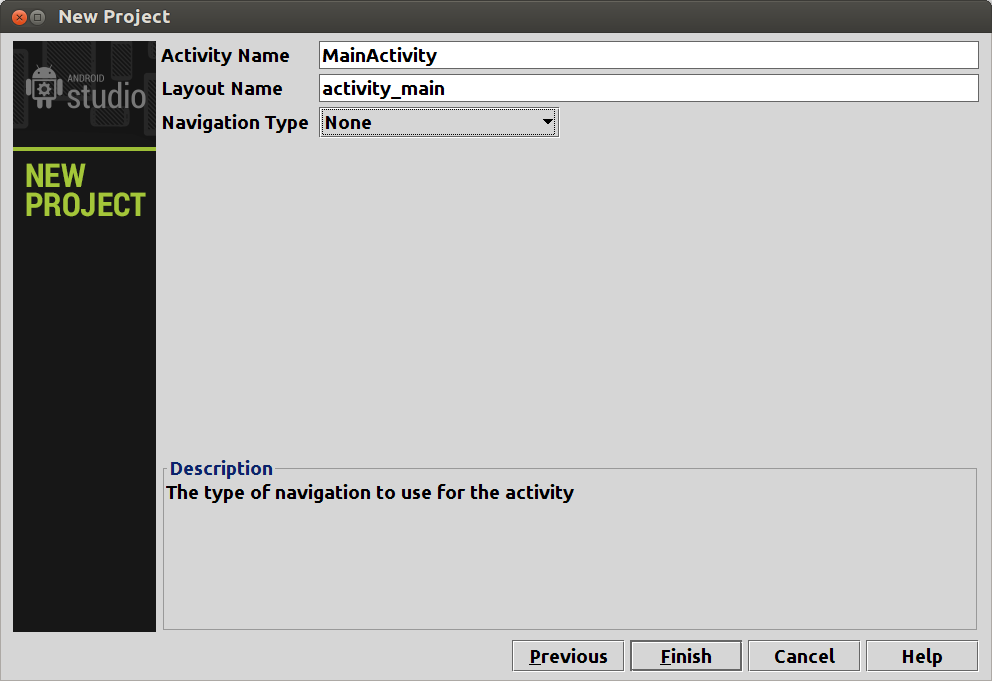 New Project
ANDROID
studio
NEW
PROJECT
Activity Name MainActivity
Layout Name activity_main
Navigation Type None
Description
The type of navigation to use for the activity
Previous Finish Cancel Help